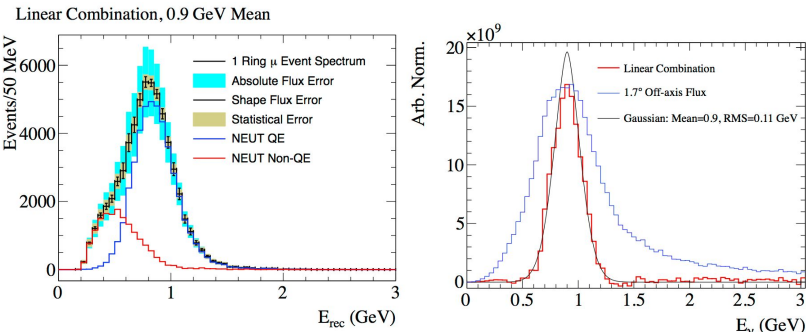 Linear Combination, 0.9 GeV Mean
Events/50 MeV
6000
4000
2000
0
1 Ring μ Event Spectrum
Absolute Flux Error
Shape Flux Error
Statistical Error
NEUT QE
NEUT Non-QE
0 1 2 3
E_rec (GeV)
×10⁹
Arb. Norm.
20
15
10
5
0
Linear Combination
1.7° Off-axis Flux
Gaussian: Mean=0.9, RMS=0.11 GeV
0 0.5 1 1.5 2 2.5 3
E_ν (GeV)